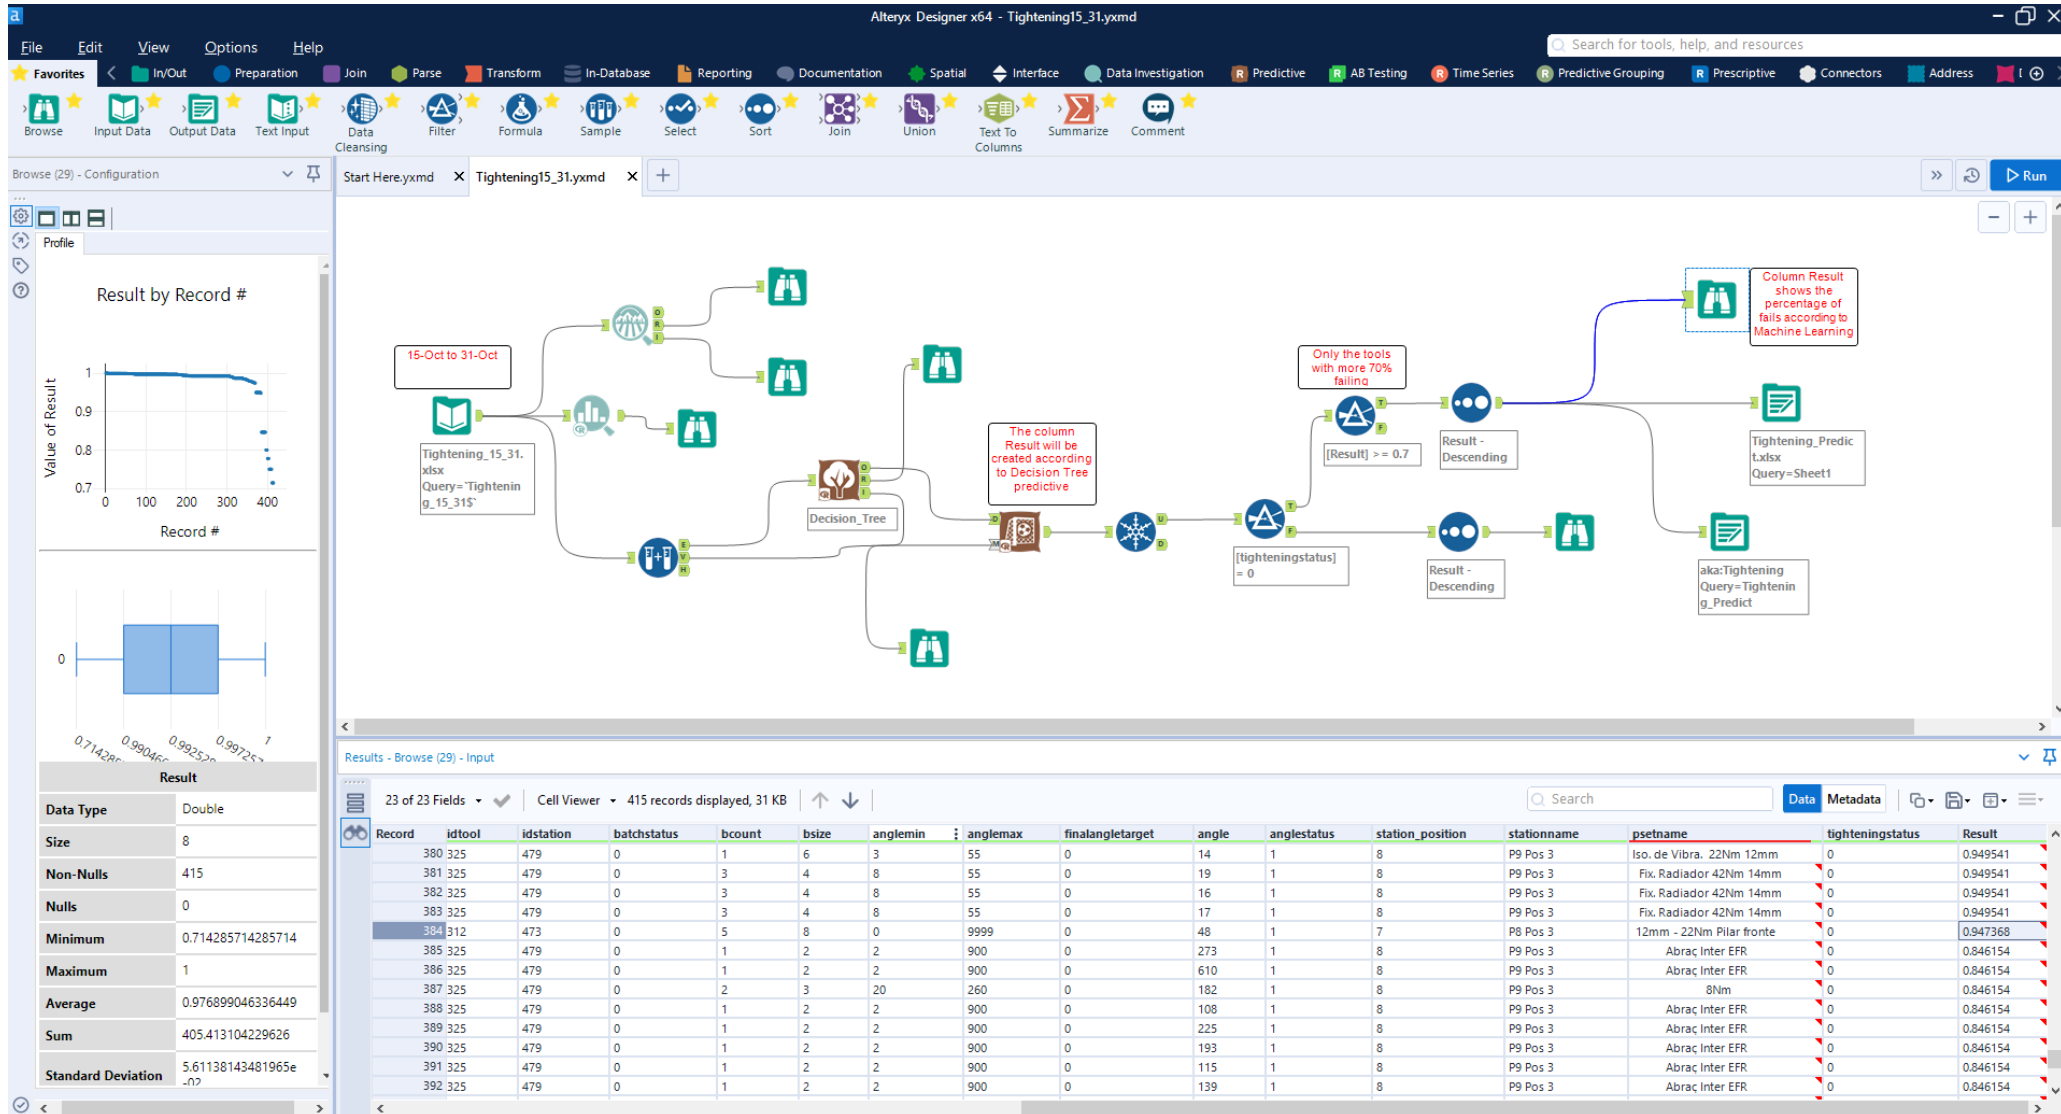 Alteryx Designer x64 - Tightening15_31.yxmd
File Edit View Options Help
Search for tools, help, and resources
Favorites In/Out Preparation Join Parse Transform In-Database Reporting Documentation Spatial Interface Data Investigation Predictive AB Testing Time Series Predictive Grouping Prescriptive Connectors Address
Browse Input Data Output Data Text Input Data Cleansing Filter Formula Sample Select Sort Join Union Text To Columns Summarize Comment
Browse (29) - Configuration
Start Here.yxmd Tightening15_31.yxmd
Run
Profile
Result by Record #
Value of Result
1
0.9
0.8
0.7
0 100 200 300 400
Record #
0
1
Result
Data Type Double
Size 8
Non-Nulls 415
Nulls 0
Minimum 0.714285714285714
Maximum 1
Average 0.976899046336449
Sum 405.413104229626
Standard Deviation 5.61138143481965e
-02
15-Oct to 31-Oct
Tightening_15_31.
xlsx
Query=`Tightenin
g_15_31$`
Decision_Tree
The column
Result will be
created according
to Decision Tree
predictive
[tighteningstatus]
= 0
Only the tools
with more 70%
failing
[Result] >= 0.7
Result -
Descending
Result -
Descending
Column Result
shows the
percentage of
fails according to
Machine Learning
Tightening_Predic
t.xlsx
Query=Sheet1
aka:Tightening
Query=Tightenin
g_Predict
Results - Browse (29) - Input
23 of 23 Fields Cell Viewer 415 records displayed, 31 KB Search Data Metadata
Record idtool idstation batchstatus bcount bsize anglemin anglemax finalangletarget angle anglestatus station_position stationname psetname tighteningstatus Result
380 325 479 0 1 6 3 55 0 14 1 8 P9 Pos 3 Iso. de Vibra. 22Nm 12mm 0 0.949541
381 325 479 0 3 4 8 55 0 19 1 8 P9 Pos 3 Fix. Radiador 42Nm 14mm 0 0.949541
382 325 479 0 3 4 8 55 0 16 1 8 P9 Pos 3 Fix. Radiador 42Nm 14mm 0 0.949541
383 325 479 0 3 4 8 55 0 17 1 8 P9 Pos 3 Fix. Radiador 42Nm 14mm 0 0.949541
384 312 473 0 5 8 0 9999 0 48 1 7 P8 Pos 3 12mm - 22Nm Pilar fronte 0 0.947368
385 325 479 0 1 2 2 900 0 273 1 8 P9 Pos 3 Abraç Inter EFR 0 0.846154
386 325 479 0 1 2 2 900 0 610 1 8 P9 Pos 3 Abraç Inter EFR 0 0.846154
387 325 479 0 2 3 20 260 0 182 1 8 P9 Pos 3 8Nm 0 0.846154
388 325 479 0 1 2 2 900 0 108 1 8 P9 Pos 3 Abraç Inter EFR 0 0.846154
389 325 479 0 1 2 2 900 0 225 1 8 P9 Pos 3 Abraç Inter EFR 0 0.846154
390 325 479 0 1 2 2 900 0 193 1 8 P9 Pos 3 Abraç Inter EFR 0 0.846154
391 325 479 0 1 2 2 900 0 115 1 8 P9 Pos 3 Abraç Inter EFR 0 0.846154
392 325 479 0 1 2 2 900 0 139 1 8 P9 Pos 3 Abraç Inter EFR 0 0.846154